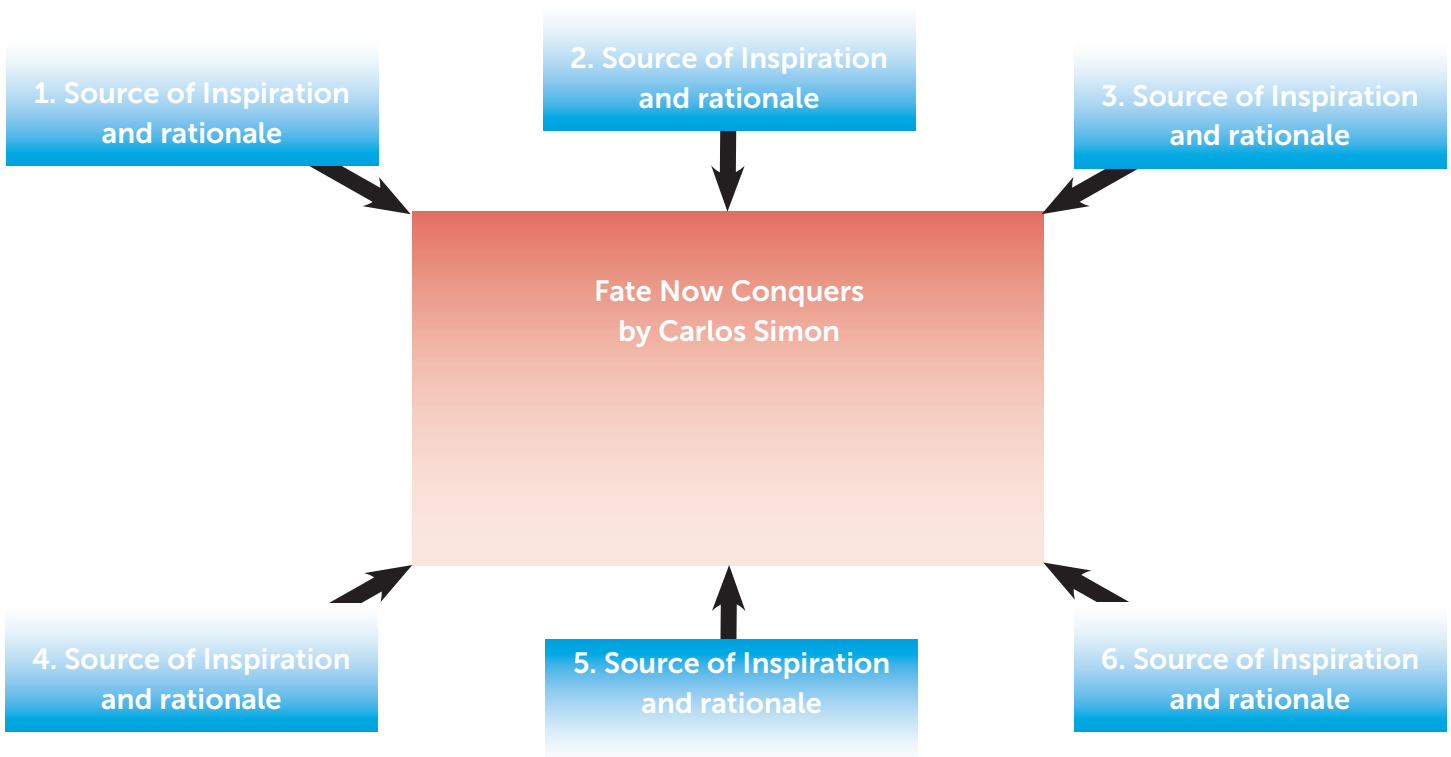 1. Source of Inspiration
and rationale
2. Source of Inspiration
and rationale
3. Source of Inspiration
and rationale
Fate Now Conquers
by Carlos Simon
4. Source of Inspiration
and rationale
5. Source of Inspiration
and rationale
6. Source of Inspiration
and rationale